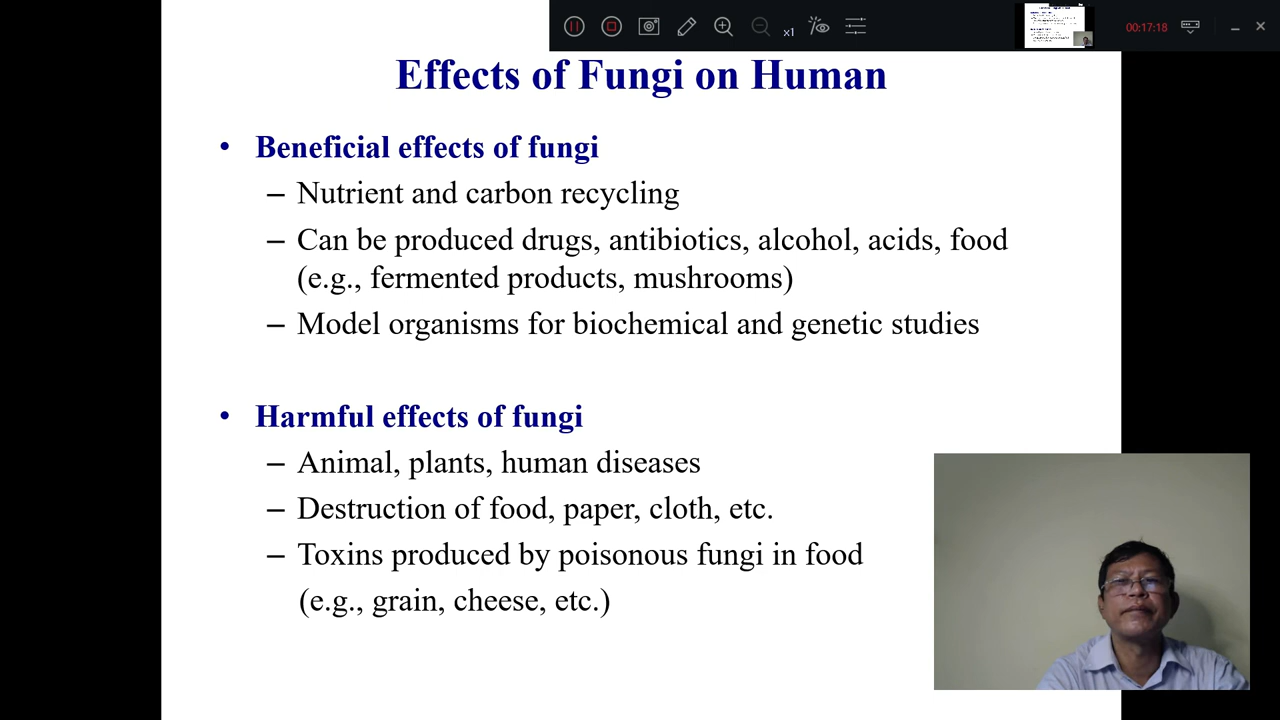 x1
00:17:18
Effects of Fungi on Human
• Beneficial effects of fungi
– Nutrient and carbon recycling
– Can be produced drugs, antibiotics, alcohol, acids, food
(e.g., fermented products, mushrooms)
– Model organisms for biochemical and genetic studies
• Harmful effects of fungi
– Animal, plants, human diseases
– Destruction of food, paper, cloth, etc.
– Toxins produced by poisonous fungi in food
(e.g., grain, cheese, etc.)